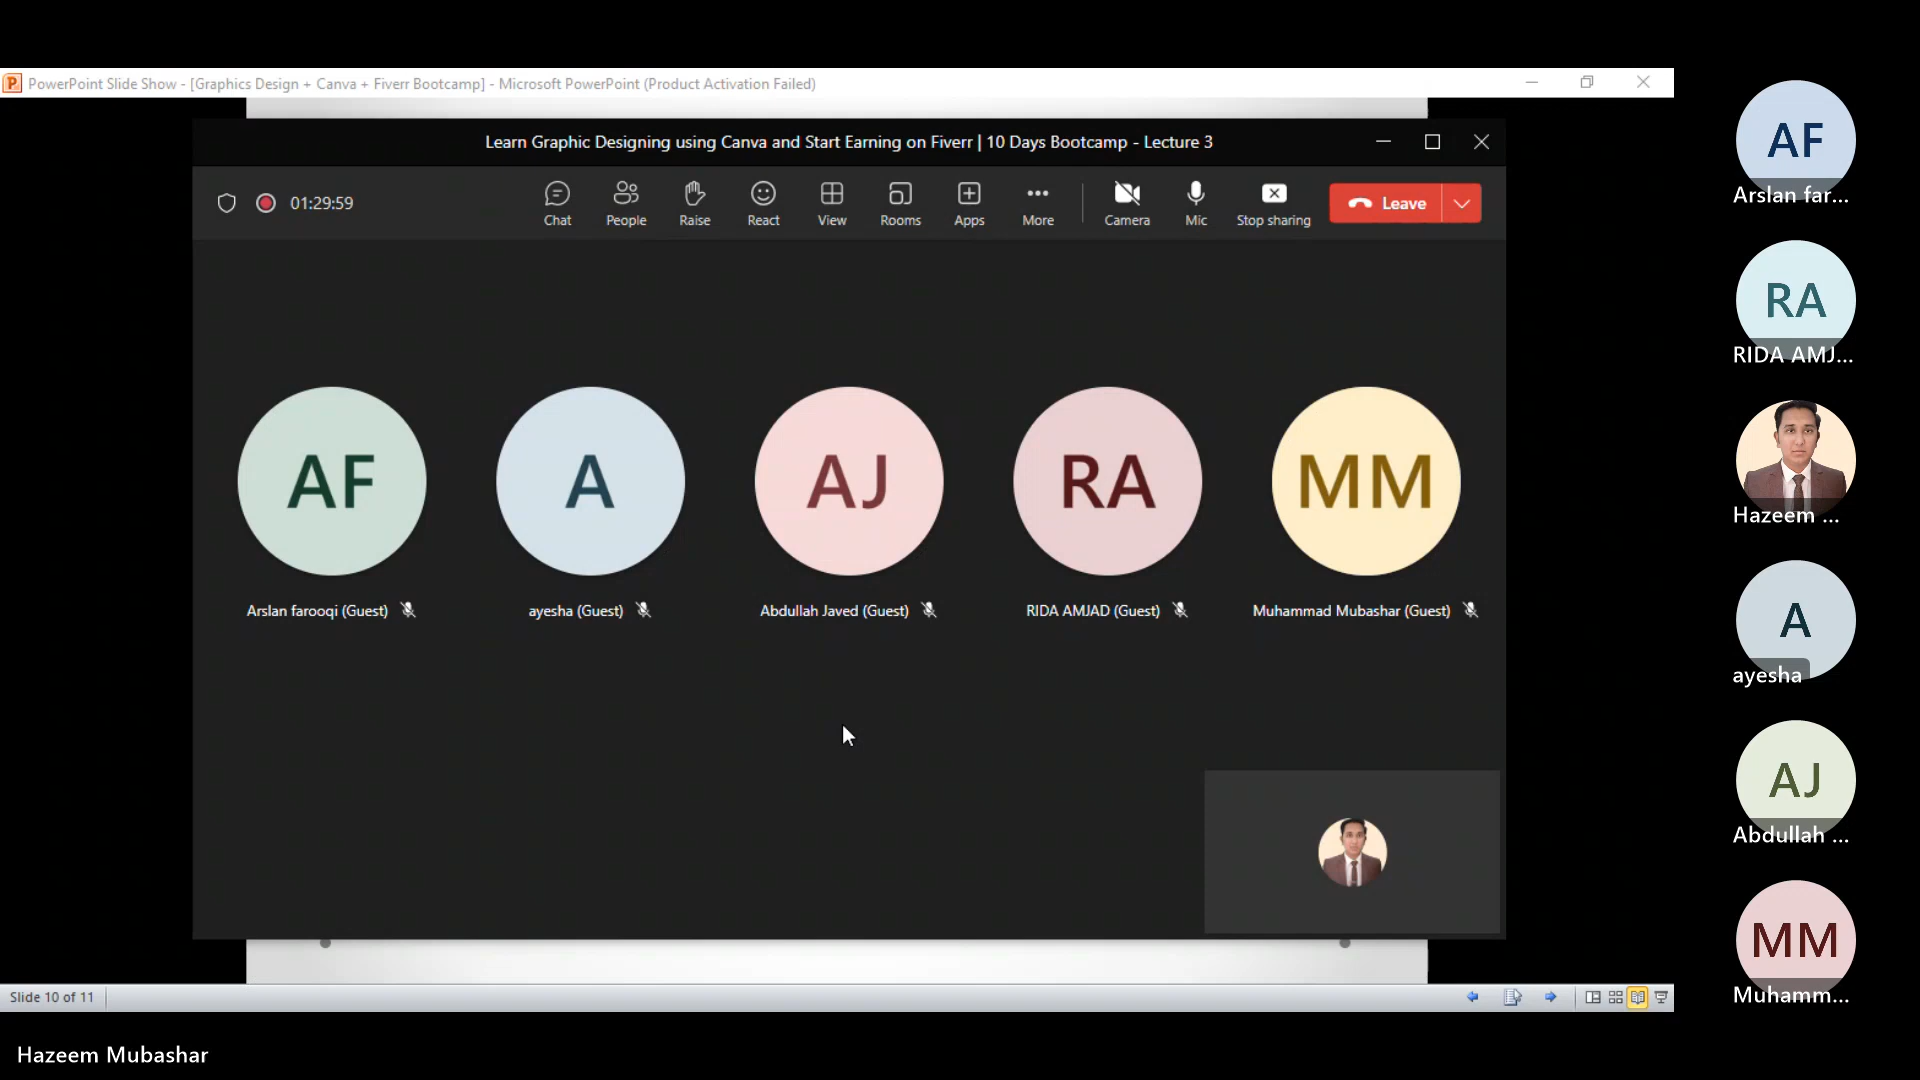 PowerPoint Slide Show - [Graphics Design + Canva + Fiverr Bootcamp] - Microsoft PowerPoint (Product Activation Failed)
Learn Graphic Designing using Canva and Start Earning on Fiverr | 10 Days Bootcamp - Lecture 3
01:29:59
Chat
People
Raise
React
View
Rooms
Apps
More
Camera
Mic
Stop sharing
Leave
AF
A
AJ
RA
MM
Arslan farooqi (Guest)
ayesha (Guest)
Abdullah Javed (Guest)
RIDA AMJAD (Guest)
Muhammad Mubashar (Guest)
Slide 10 of 11
Hazeem Mubashar
AF
Arslan far...
RA
RIDA AMJ...
Hazeem ...
A
ayesha
AJ
Abdullah ...
MM
Muhamm...